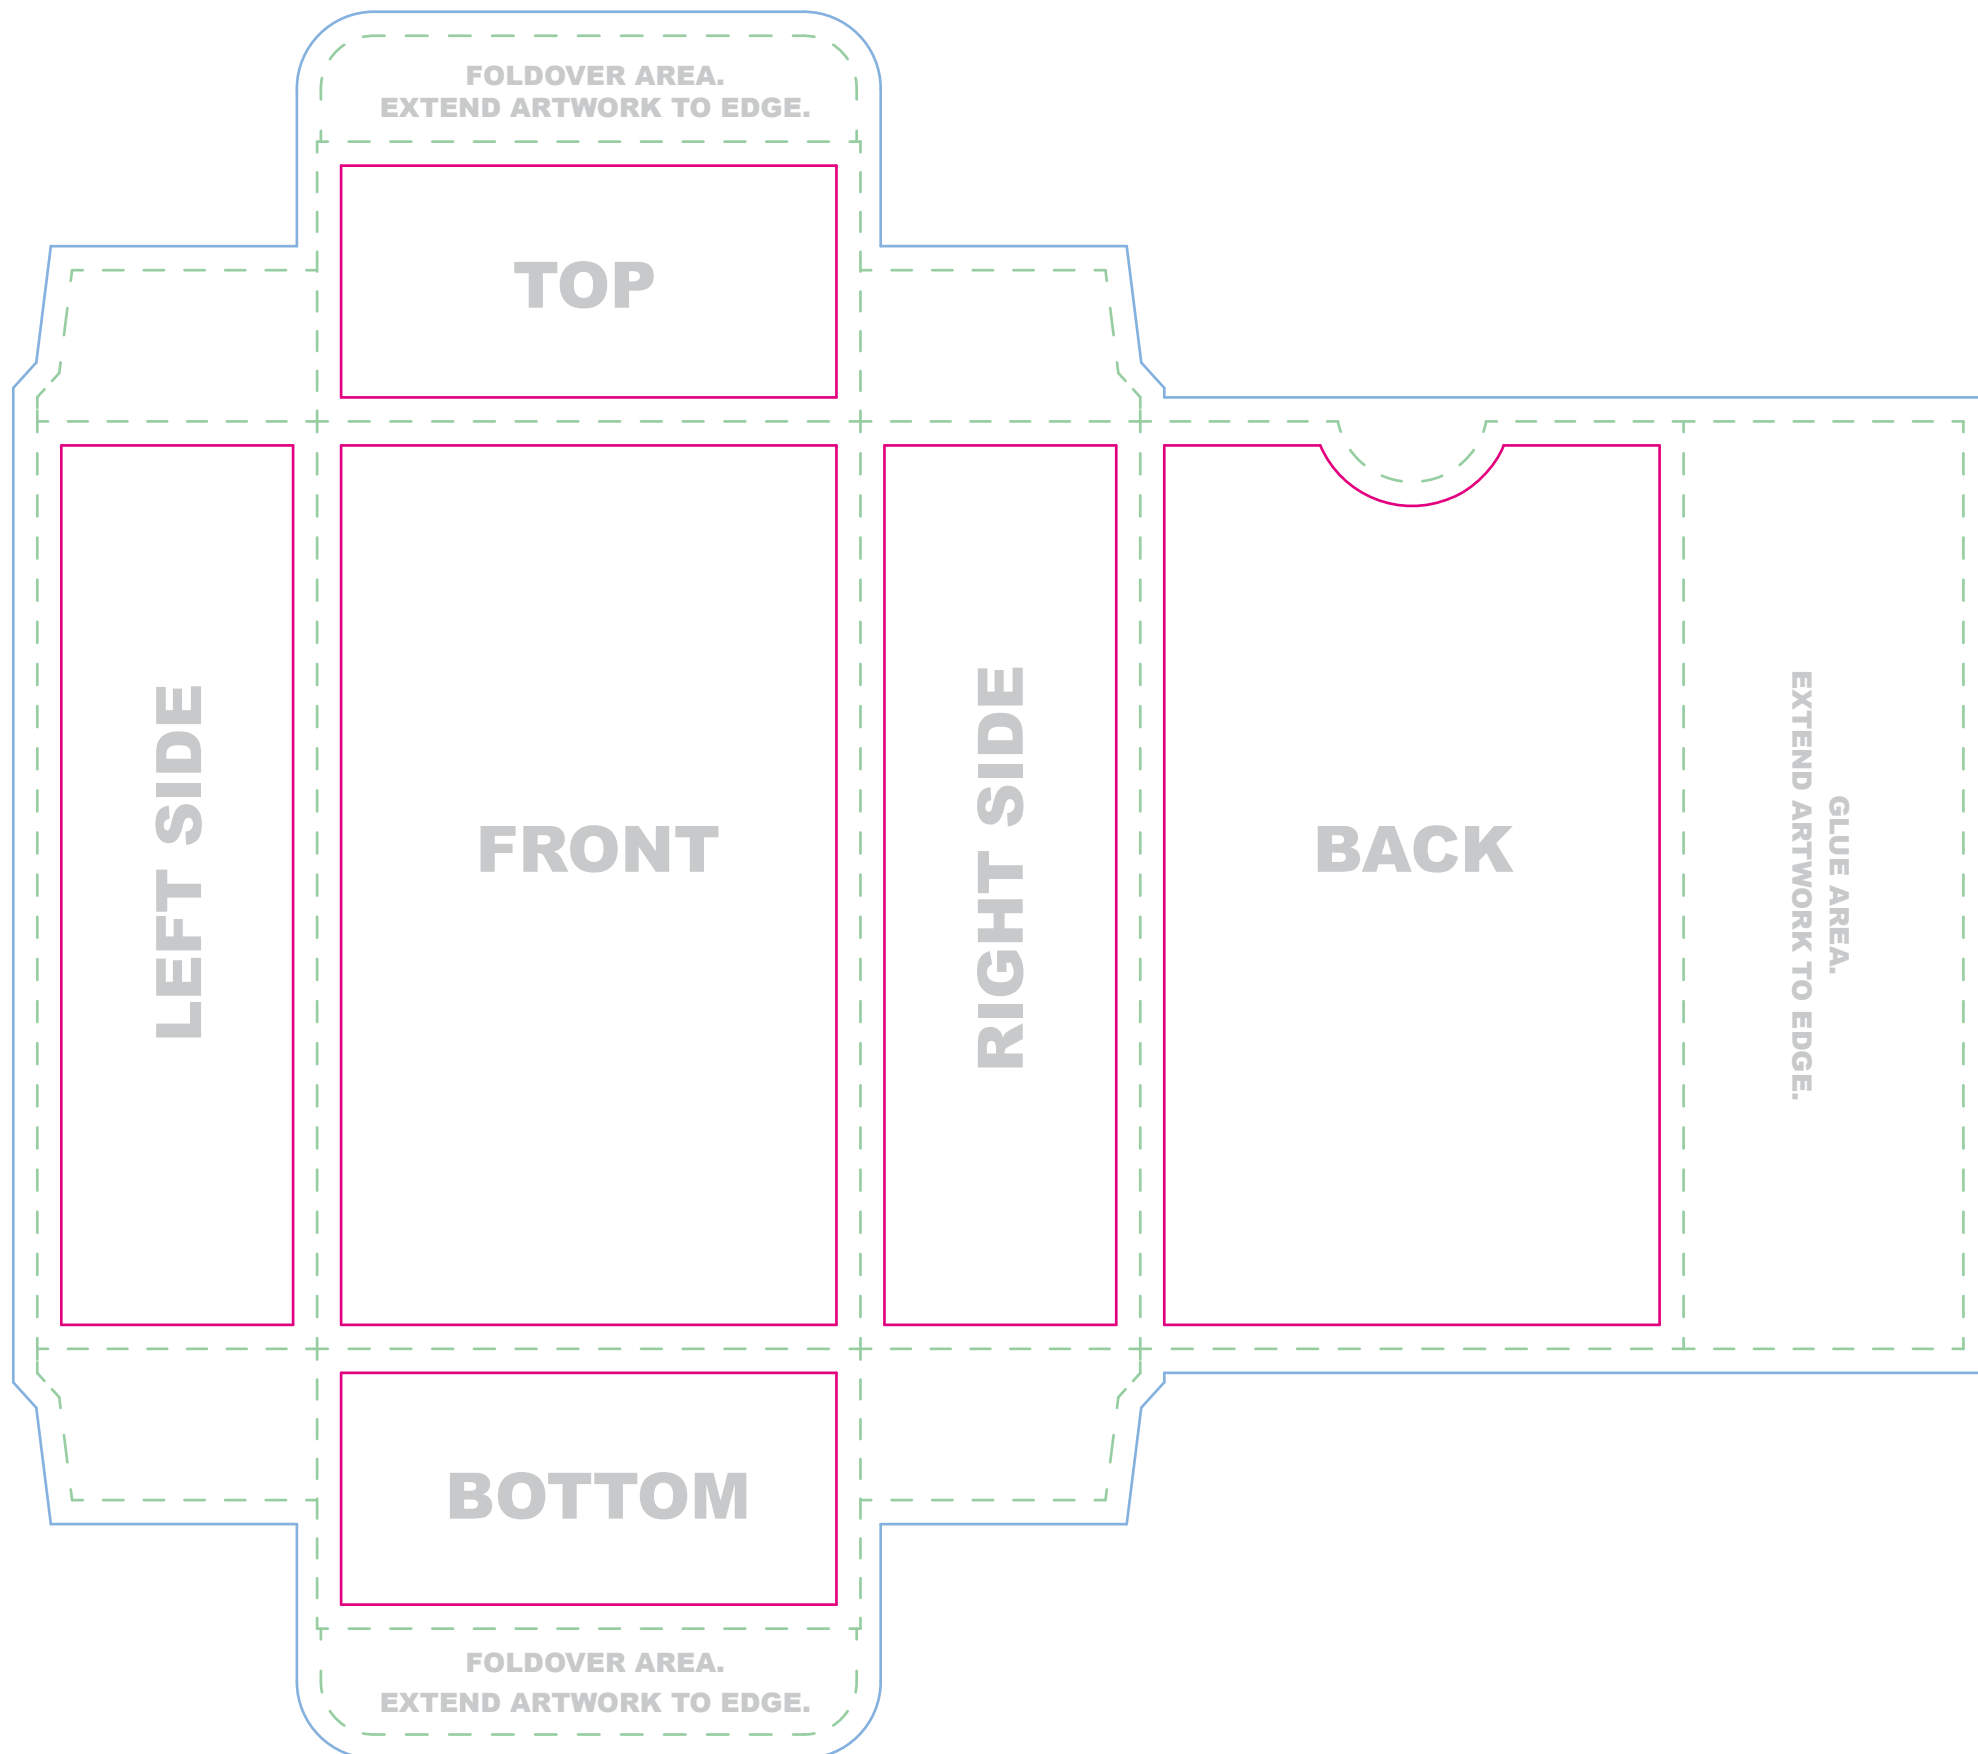 FOLDOVER AREA.
EXTEND ARTWORK TO EDGE.
TOP
LEFT SIDE
FRONT
RIGHT SIDE
BACK
GLUE AREA.
EXTEND ARTWORK TO EDGE.
BOTTOM
FOLDOVER AREA.
EXTEND ARTWORK TO EDGE.